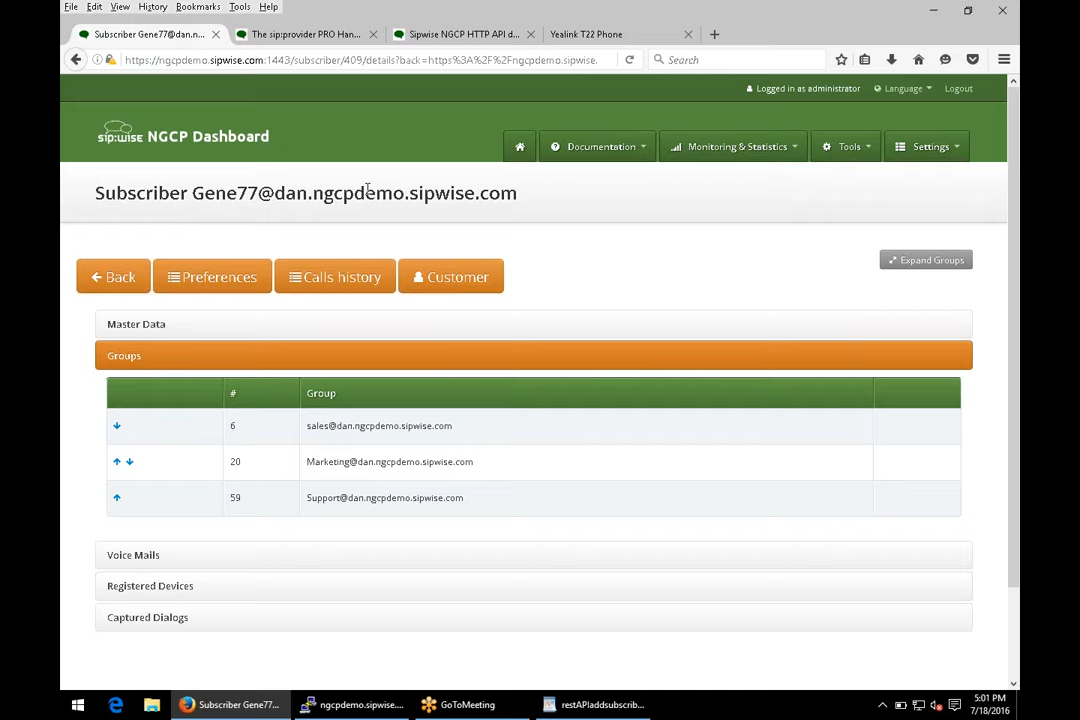 File Edit View History Bookmarks Tools Help
Subscriber Gene77@dan.n...
The sip:provider PRO Han...
Sipwise NGCP HTTP API d...
Yealink T22 Phone
https://ngcpdemo.sipwise.com:1443/subscriber/409/details?back=https%3A%2F%2Fngcpdemo.sipwise.
Search
Logged in as administrator
Language
Logout
sip:wise NGCP Dashboard
Documentation
Monitoring & Statistics
Tools
Settings
Subscriber Gene77@dan.ngcpdemo.sipwise.com
Expand Groups
Back
Preferences
Calls history
Customer
Master Data
Groups
# Group
6 sales@dan.ngcpdemo.sipwise.com
20 Marketing@dan.ngcpdemo.sipwise.com
59 Support@dan.ngcpdemo.sipwise.com
Voice Mails
Registered Devices
Captured Dialogs
Subscriber Gene77...
ngcpdemo.sipwise....
GoToMeeting
restAPIaddsubscrib...
5:01 PM
7/18/2016